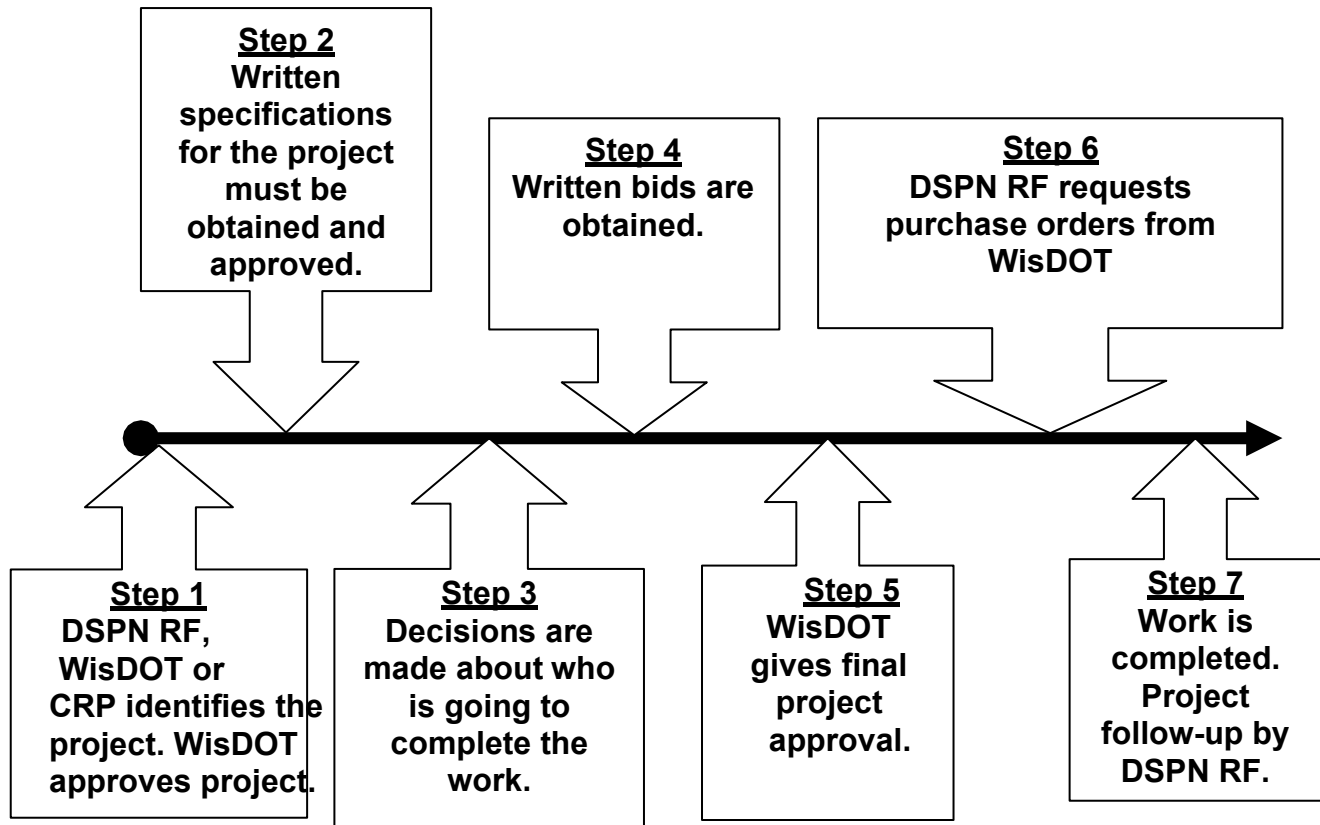 Step 2
Written
specifications
for the project
must be
obtained and
approved.
Step 4
Written bids are
obtained.
Step 6
DSPN RF requests
purchase orders from
WisDOT
Step 1
DSPN RF,
WisDOT or
CRP identifies the
project. WisDOT
approves project.
Step 3
Decisions are
made about who
is going to
complete the
work.
Step 5
WisDOT
gives final
project
approval.
Step 7
Work is
completed.
Project
follow-up by
DSPN RF.